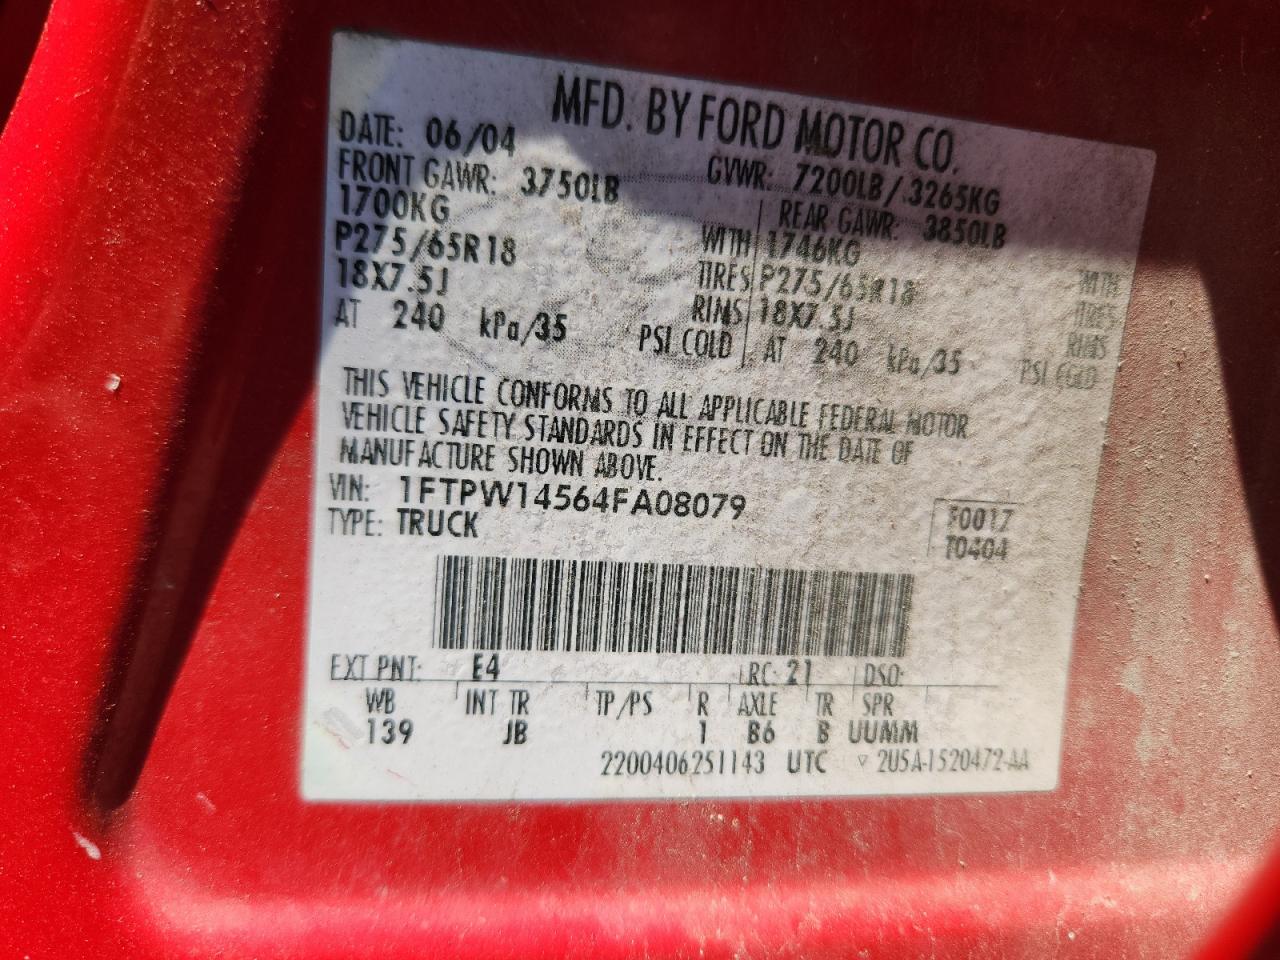 MFD. BY FORD MOTOR CO.
DATE: 06/04 GVWR: 7200LB/3265KG
FRONT GAWR: 3750LB REAR GAWR: 3850LB
1700KG WITH 1746KG WITH
P275/65R18 TIRES P275/65R18 TIRES
18X7.5J RIMS 18X7.5J RIMS
AT 240 kPa/35 PSI COLD AT 240 kPa/35 PSI COLD
THIS VEHICLE CONFORMS TO ALL APPLICABLE FEDERAL MOTOR
VEHICLE SAFETY STANDARDS IN EFFECT ON THE DATE OF
MANUFACTURE SHOWN ABOVE.
VIN: 1FTPW14564FA08079
TYPE: TRUCK
F0017
T0404
EXT PNT: E4 RC: 21 DSO:
WB INT TR TP/PS R AXLE TR SPR
139 JB 1 B6 B UUMM
2200406251143 UTC ▽ 2U5A-1520472-AA